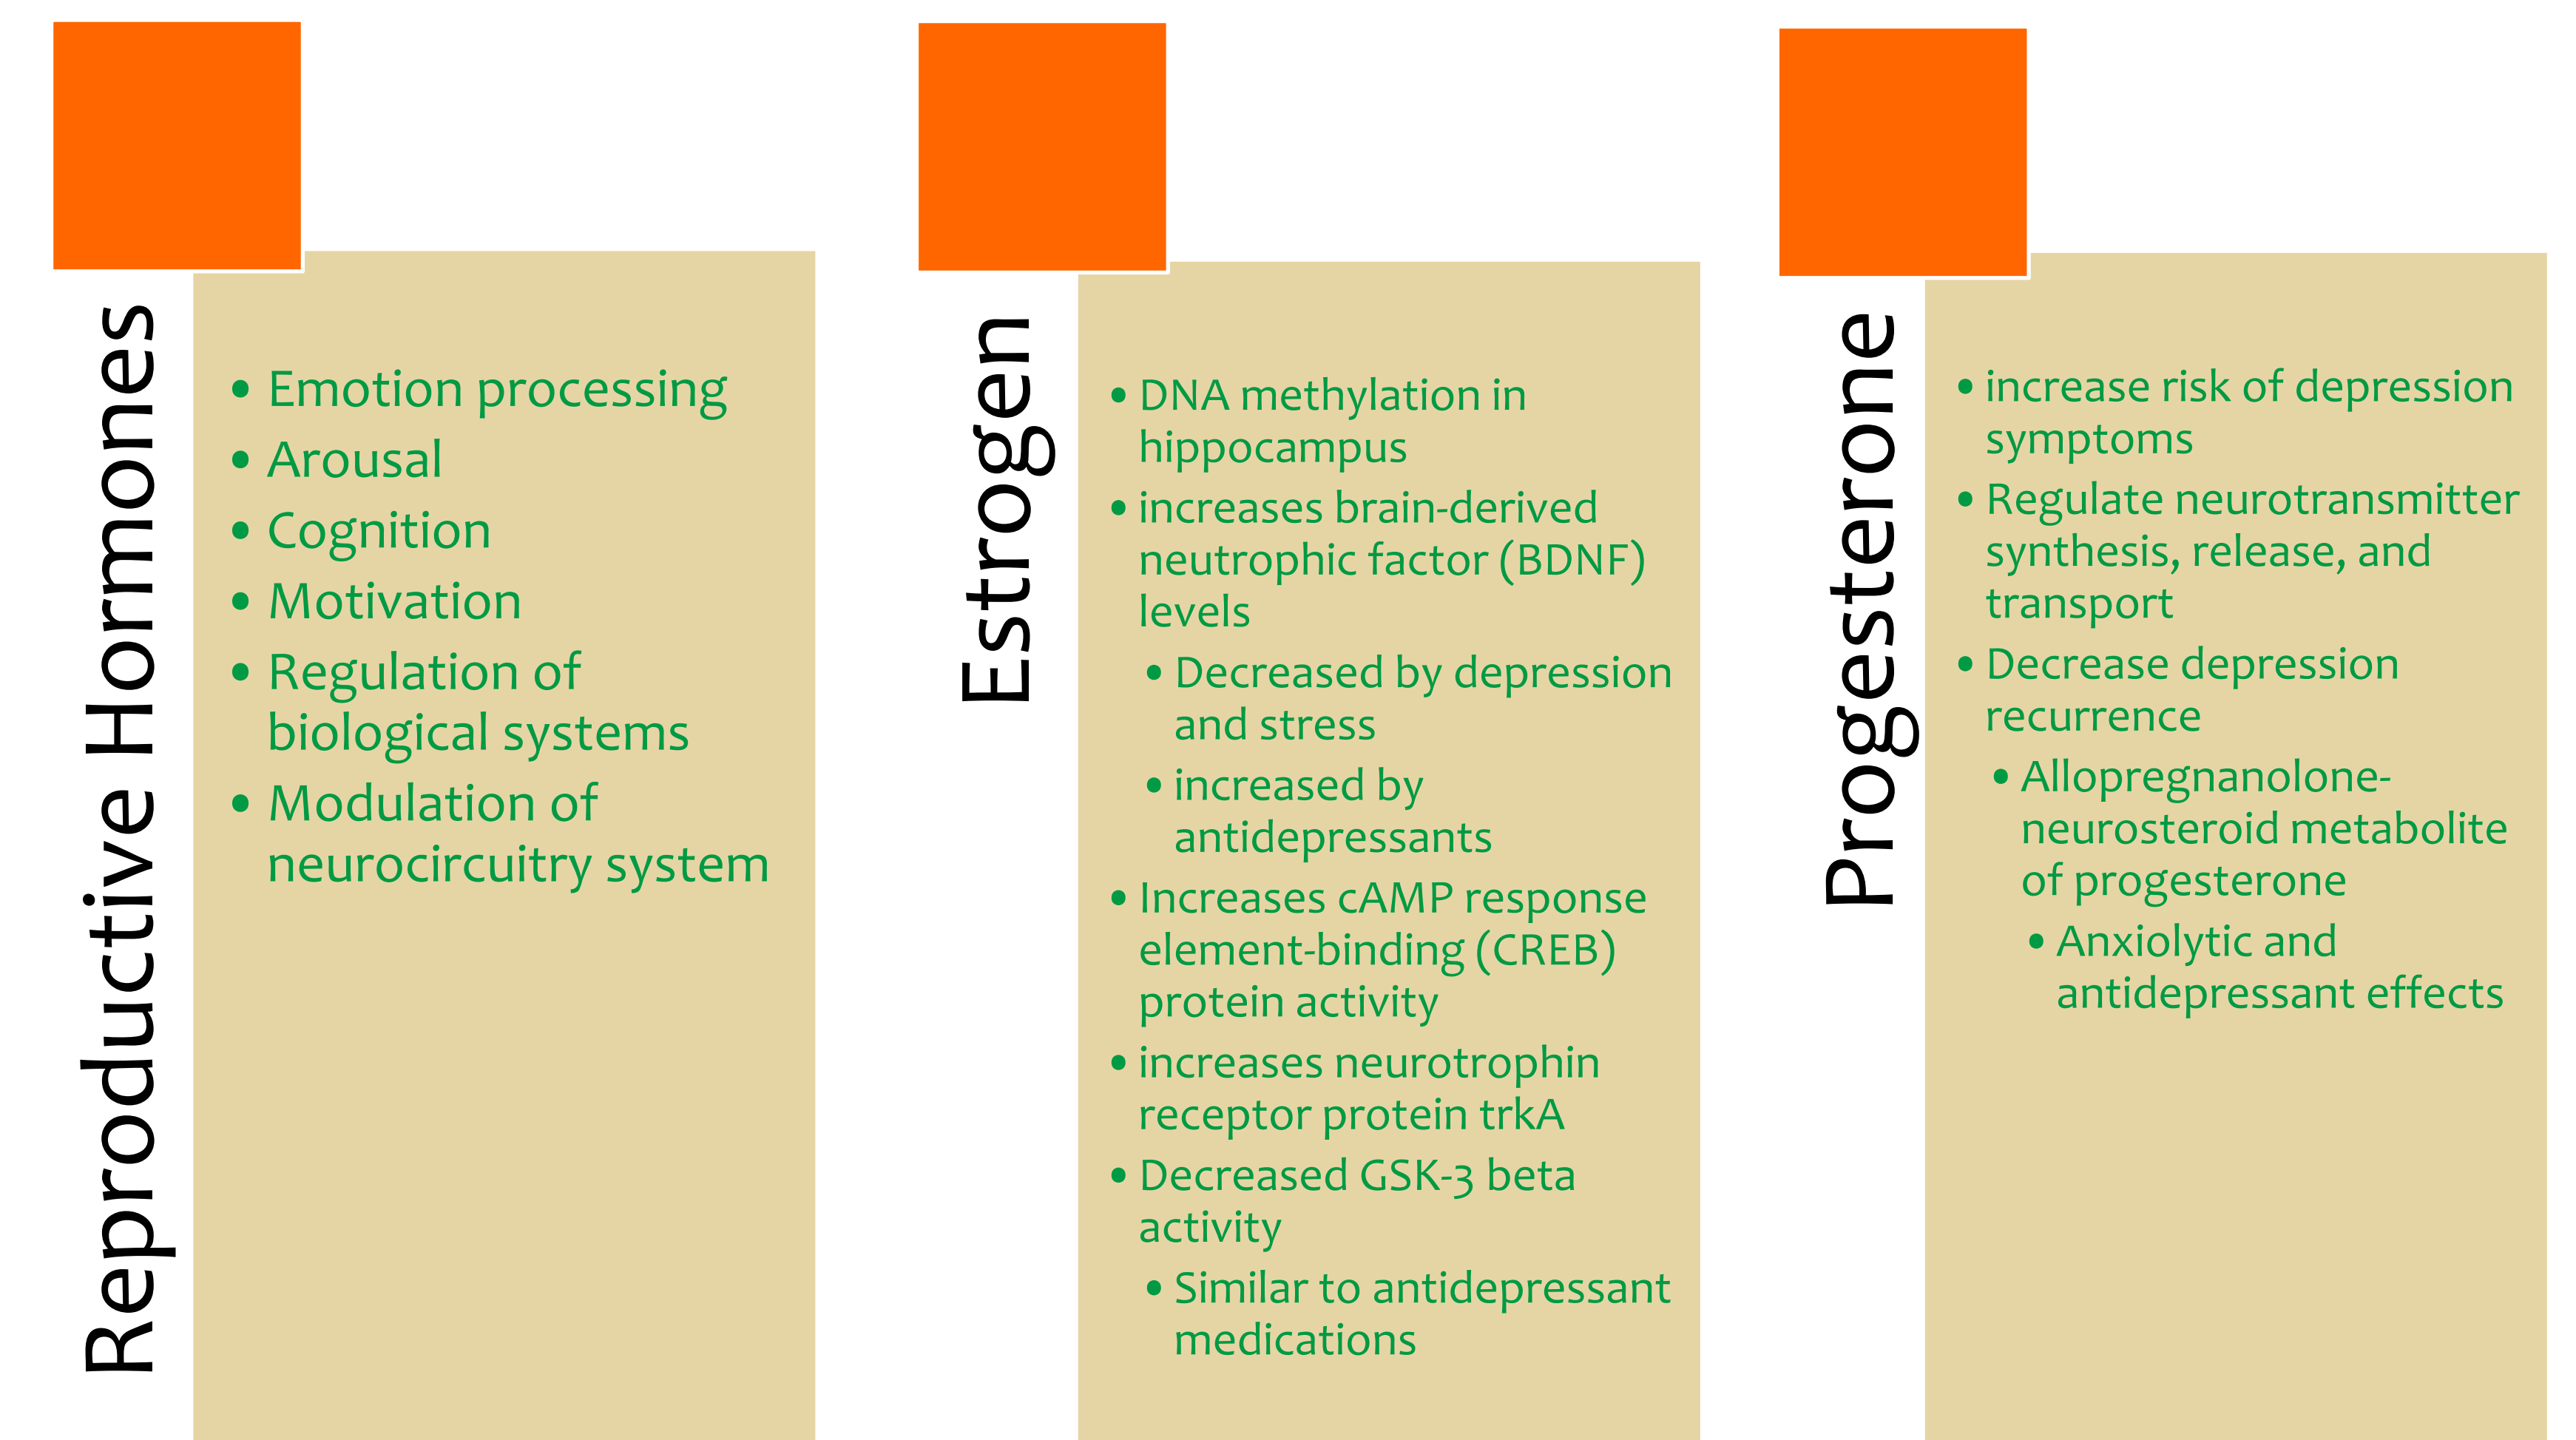 Reproductive Hormones
• Emotion processing
• Arousal
• Cognition
• Motivation
• Regulation of
biological systems
• Modulation of
neurocircuitry system
Estrogen
• DNA methylation in
hippocampus
• increases brain-derived
neutrophic factor (BDNF)
levels
• Decreased by depression
and stress
• increased by
antidepressants
• Increases cAMP response
element-binding (CREB)
protein activity
• increases neurotrophin
receptor protein trkA
• Decreased GSK-3 beta
activity
• Similar to antidepressant
medications
Progesterone
• increase risk of depression
symptoms
• Regulate neurotransmitter
synthesis, release, and
transport
• Decrease depression
recurrence
• Allopregnanolone-
neurosteroid metabolite
of progesterone
• Anxiolytic and
antidepressant effects